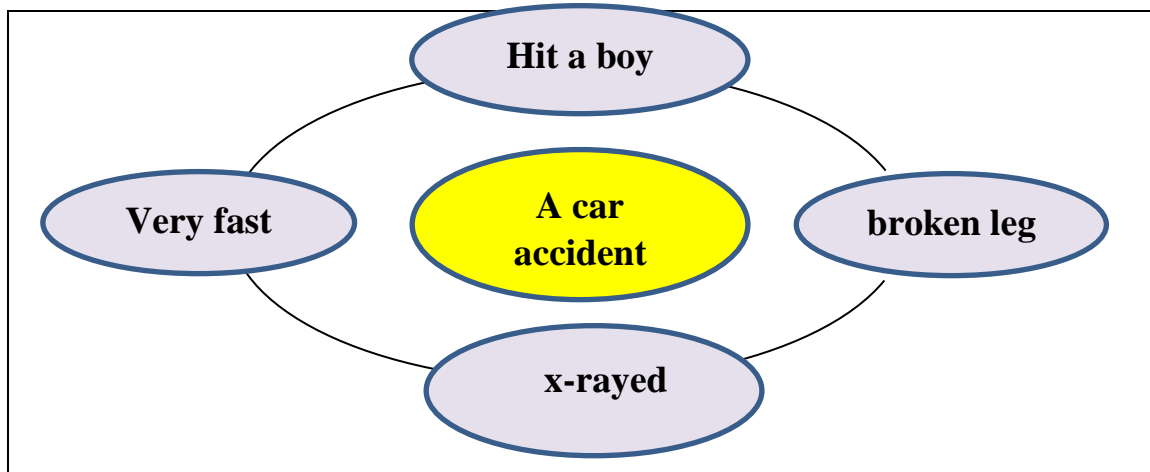 Hit a boy
Very fast
A car
accident
broken leg
x-rayed